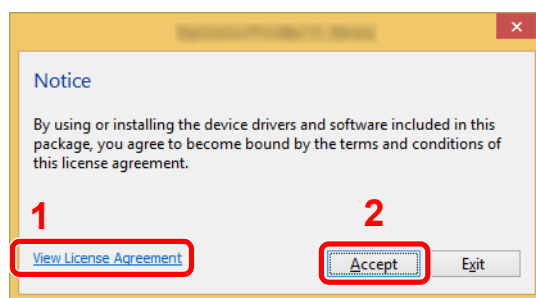 Notice
By using or installing the device drivers and software included in this
package, you agree to become bound by the terms and conditions of
this license agreement.
1
2
View License Agreement
Accept
Exit